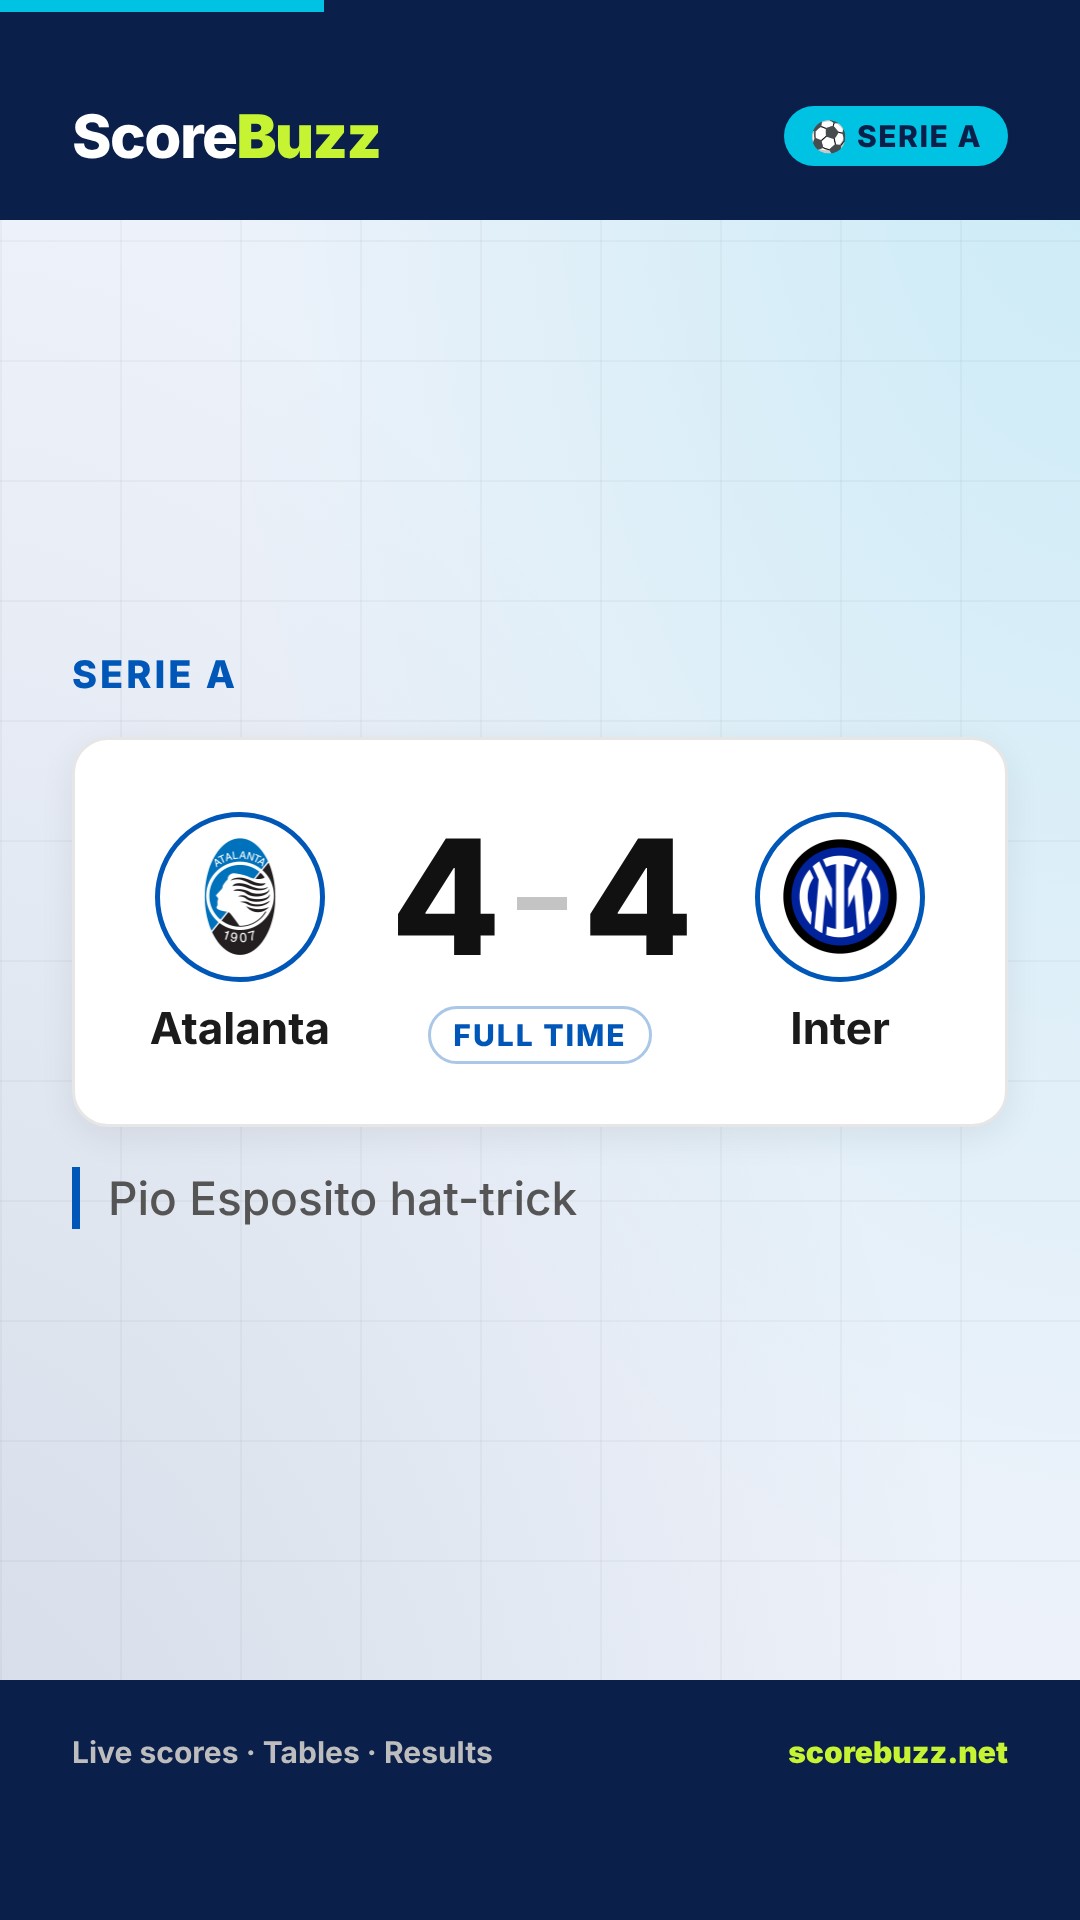 ScoreBuzz
⚽ SERIE A
SERIE A
ATALANTA
1907
4–4
Atalanta
FULL TIME
Inter
Pio Esposito hat-trick
Live scores · Tables · Results
scorebuzz.net